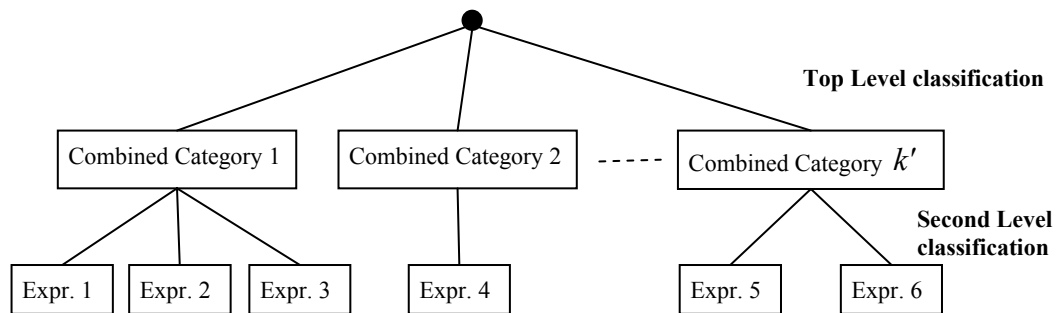 Top Level classification
Combined Category 1
Combined Category 2
Combined Category k′
Second Level
classification
Expr. 1
Expr. 2
Expr. 3
Expr. 4
Expr. 5
Expr. 6